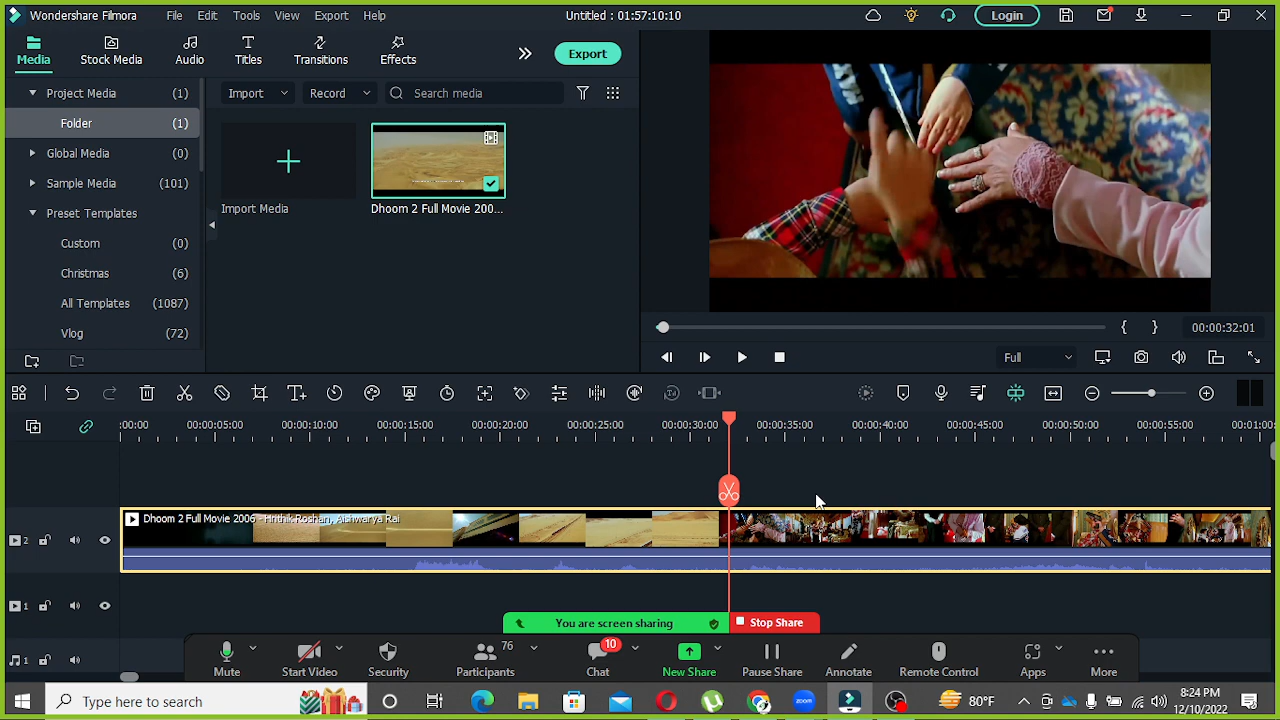 Wondershare Filmora
File
Edit
Tools
View
Export
Help
Untitled : 01:57:10:10
Login
Media
Stock Media
Audio
Titles
Transitions
Effects
Export
Project Media (1)
Folder (1)
Global Media (0)
Sample Media (101)
Preset Templates
Custom (0)
Christmas (6)
All Templates (1087)
Vlog (72)
Import
Record
Search media
Import Media
Dhoom 2 Full Movie 200...
00:00:32:01
Full
:00:00
00:00:05:00
00:00:10:00
00:00:15:00
00:00:20:00
00:00:25:00
00:00:30:00
00:00:35:00
00:00:40:00
00:00:45:00
00:00:50:00
00:00:55:00
00:01:00:
Dhoom 2 Full Movie 2006 - Hrithik Roshan, Aishwarya Rai
2
1
1
You are screen sharing
Stop Share
Mute
Start Video
Security
76
Participants
10
Chat
New Share
Pause Share
Annotate
Remote Control
Apps
More
Type here to search
zoom
80°F
8:24 PM
12/10/2022